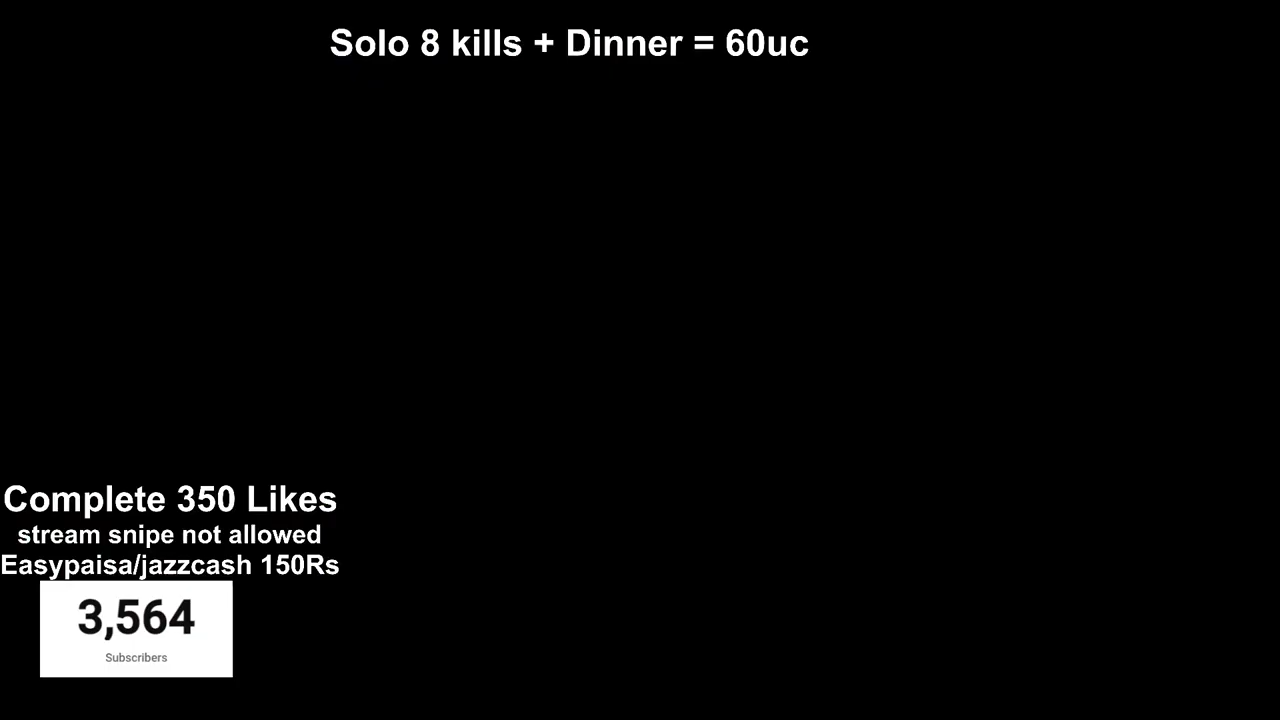 Solo 8 kills + Dinner = 60uc
Complete 350 Likes
stream snipe not allowed
Easypaisa/jazzcash 150Rs
3,564
Subscribers